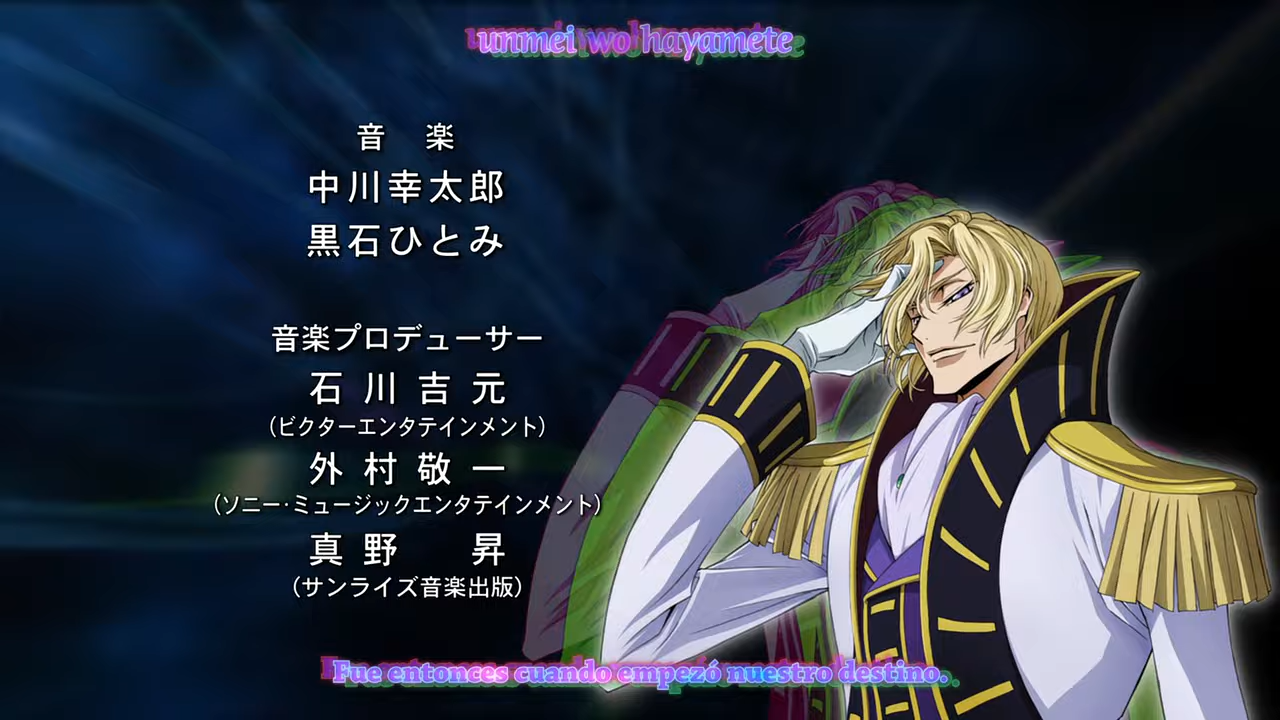 unmei wo hayamete
音 楽
中川幸太郎
黒石ひとみ
音楽プロデューサー
石川吉元
(ビクターエンタテインメント)
外村敬一
(ソニー・ミュージックエンタテインメント)
真野 昇
(サンライズ音楽出版)
Fue entonces cuando empezó nuestro destino.